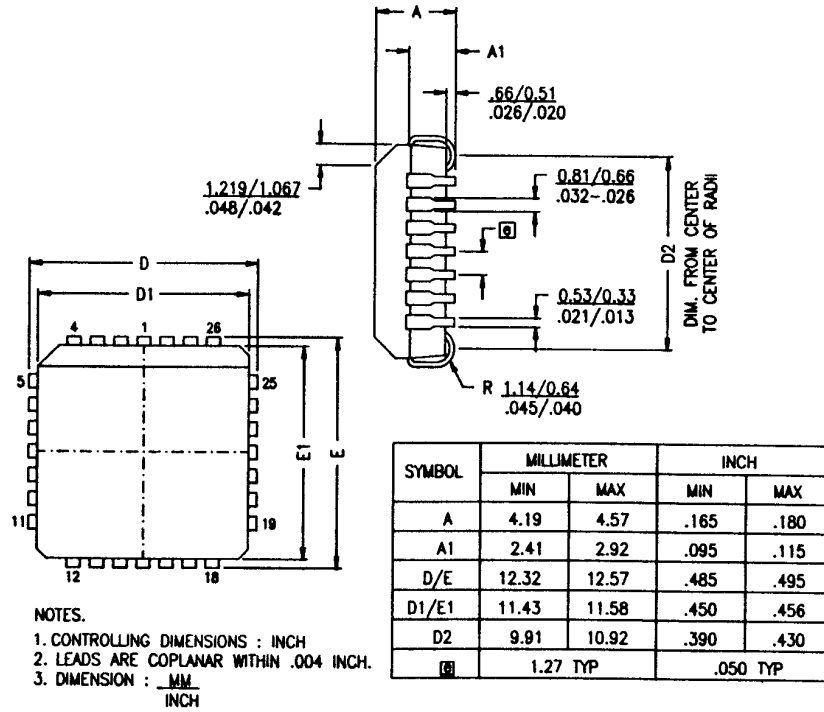 A
A1
.66/0.51
.026/.020
1.219/1.067
.048/.042
0.81/0.66
.032-.026
e
D2
DIM. FROM CENTER
TO CENTER OF RADII
0.53/0.33
.021/.013
R 1.14/0.64
.045/.040
D
D1
4 1 26
5 25
E1
E
11 19
12 18
SYMBOL MILLIMETER INCH
MIN MAX MIN MAX
A 4.19 4.57 .165 .180
A1 2.41 2.92 .095 .115
D/E 12.32 12.57 .485 .495
D1/E1 11.43 11.58 .450 .456
D2 9.91 10.92 .390 .430
e 1.27 TYP .050 TYP
NOTES.
1. CONTROLLING DIMENSIONS : INCH
2. LEADS ARE COPLANAR WITHIN .004 INCH.
3. DIMENSION : MM
INCH